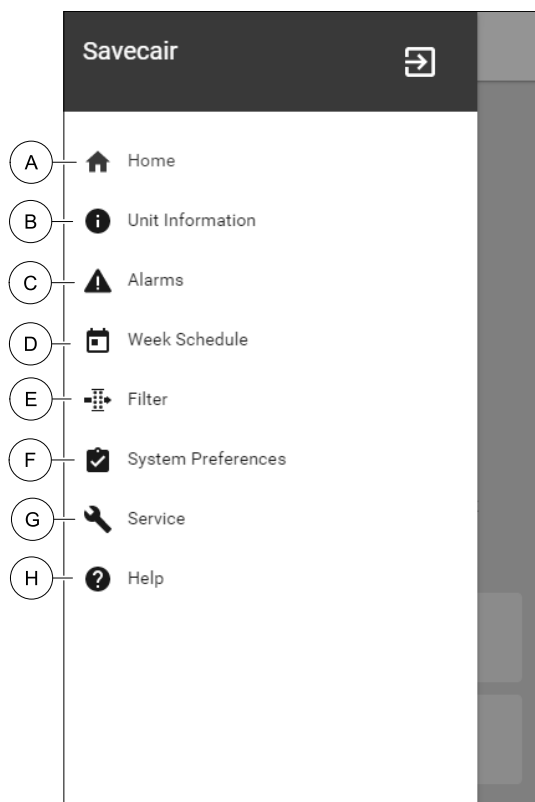 Savecair
A Home
B Unit Information
C Alarms
D Week Schedule
E Filter
F System Preferences
G Service
H Help